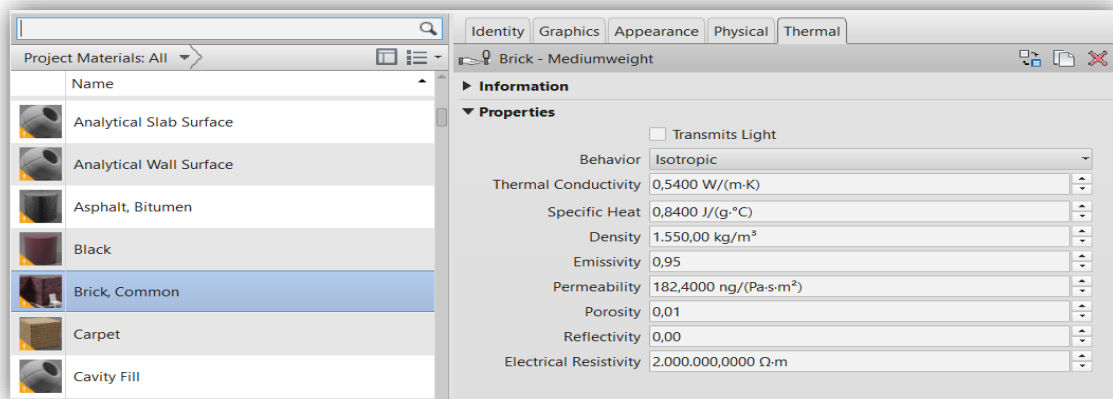 Project Materials: All
Name
Analytical Slab Surface
Analytical Wall Surface
Asphalt, Bitumen
Black
Brick, Common
Carpet
Cavity Fill
Identity Graphics Appearance Physical Thermal
Brick - Mediumweight
Information
Properties
Transmits Light
Behavior Isotropic
Thermal Conductivity 0,5400 W/(m·K)
Specific Heat 0,8400 J/(g·°C)
Density 1.550,00 kg/m³
Emissivity 0,95
Permeability 182,4000 ng/(Pa·s·m²)
Porosity 0,01
Reflectivity 0,00
Electrical Resistivity 2.000.000,0000 Ω·m